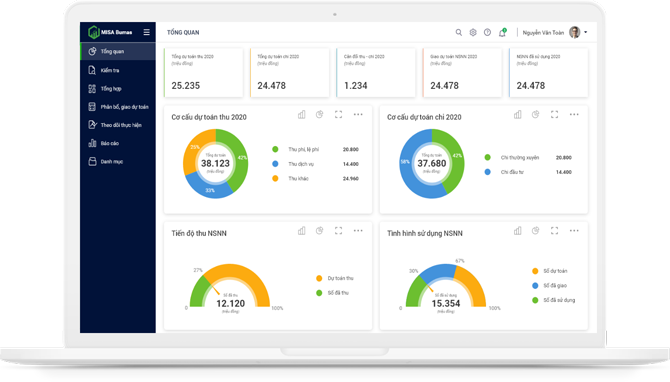 MISA Bumas
TỔNG QUAN
Nguyễn Văn Toàn
Tổng quan
Kiểm tra
Tổng hợp
Phân bổ, giao dự toán
Theo dõi thực hiện
Báo cáo
Danh mục
Tổng dự toán thu 2020
(triệu đồng)
25.235
Tổng dự toán chi 2020
(triệu đồng)
24.478
Cân đối thu - chi 2020
(triệu đồng)
1.234
Giao dự toán NSNN 2020
(triệu đồng)
24.478
NSNN đã sử dụng 2020
(triệu đồng)
24.478
Cơ cấu dự toán thu 2020
42%
33%
Tổng dự toán
38.123
(triệu đồng)
Thu phí, lệ phí 20.800
Thu dịch vụ 14.400
Thu khác 24.960
Cơ cấu dự toán chi 2020
58%
42%
Tổng dự toán
37.680
(triệu đồng)
Chi thường xuyên 20.800
Chi đầu tư 14.400
Tiến độ thu NSNN
27%
0
100%
Số đã thu
12.120
(triệu đồng)
Dự toán thu
Số đã thu
Tình hình sử dụng NSNN
30%
67%
0
100%
Số đã sử dụng
15.354
(triệu đồng)
Số dự toán
Số đã giao
Số đã sử dụng